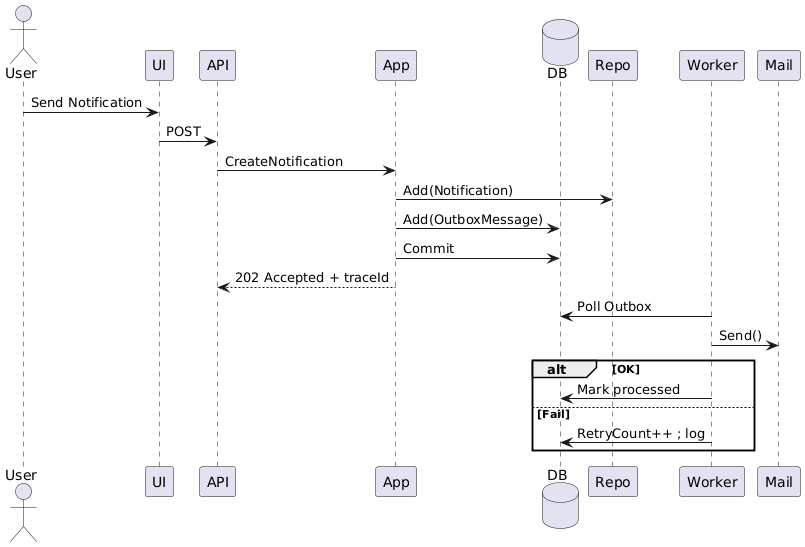 User
UI
API
App
DB
Repo
Worker
Mail
Send Notification
POST
CreateNotification
Add(Notification)
Add(OutboxMessage)
Commit
202 Accepted + traceId
Poll Outbox
Send()
alt [OK]
Mark processed
[Fail]
RetryCount++ ; log
User
UI
API
App
DB
Repo
Worker
Mail